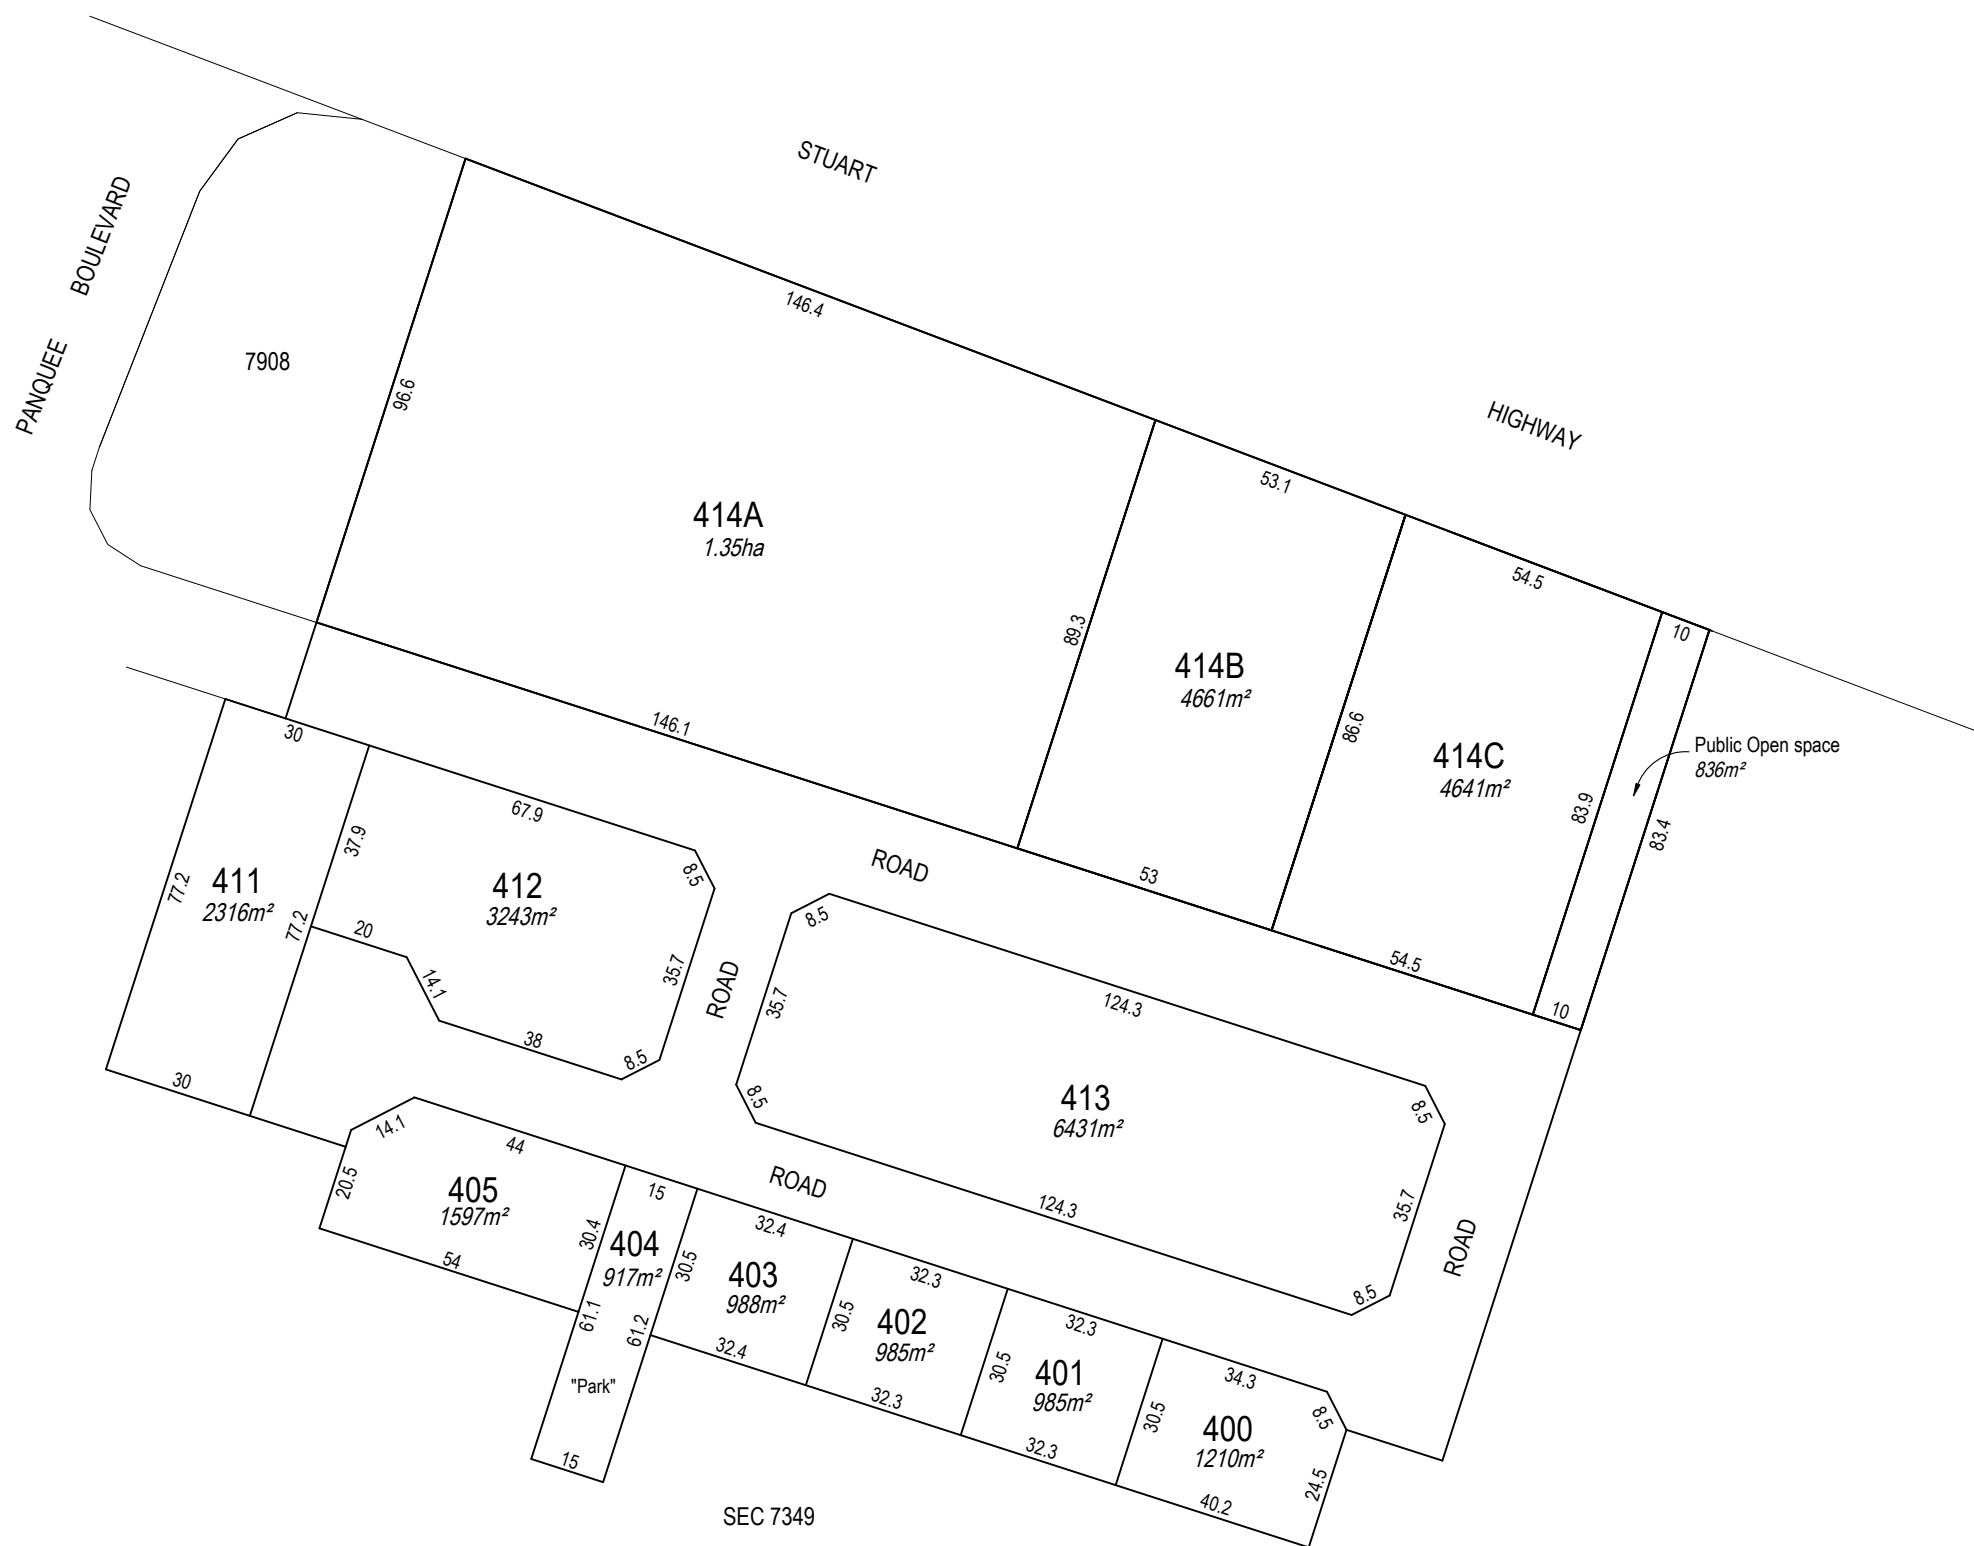 STUART
HIGHWAY
PANQUEE BOULEVARD
7908
146.4
96.6
414A
1.35ha
89.3
146.1
53.1
414B
4661m²
86.6
53
54.5
414C
4641m²
83.9
54.5
10
Public Open space
836m²
83.4
10
30
77.2
411
2316m²
77.2
30
67.9
37.9
412
3243m²
8.5
35.7
20
14.1
38
8.5
ROAD
ROAD
8.5
124.3
35.7
413
6431m²
8.5
8.5
124.3
35.7
8.5
ROAD
ROAD
14.1
44
20.5
405
1597m²
30.4
54
15
404
917m²
61.1
61.2
"Park"
15
32.4
30.5
403
988m²
32.4
32.3
30.5
402
985m²
32.3
32.3
30.5
401
985m²
32.3
34.3
30.5
400
1210m²
8.5
24.5
40.2
SEC 7349